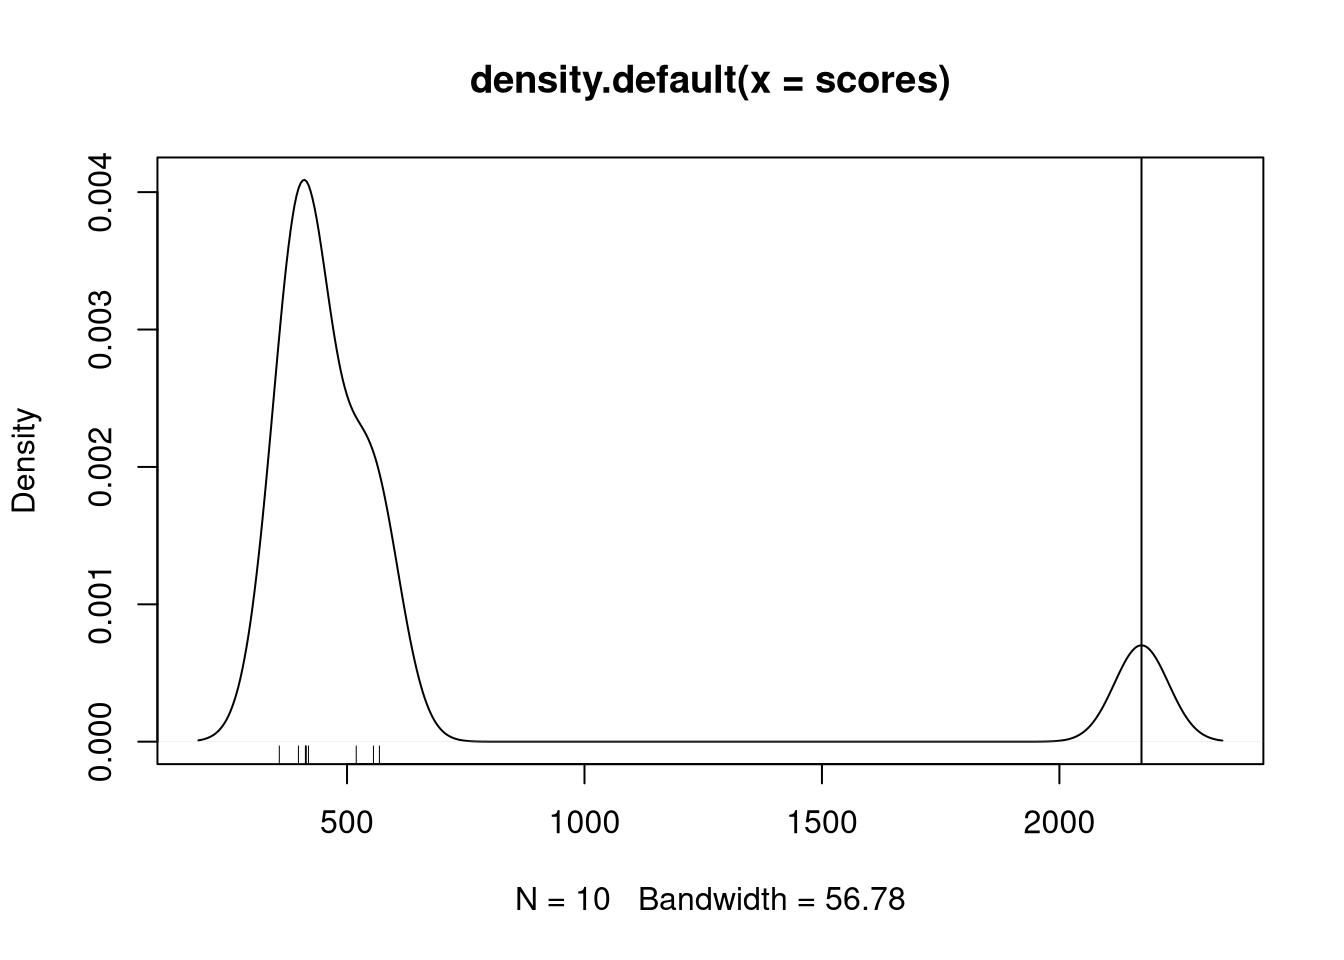 density.default(x = scores)
0.004
0.003
0.002
0.001
0.000
Density
500 1000 1500 2000
N = 10 Bandwidth = 56.78